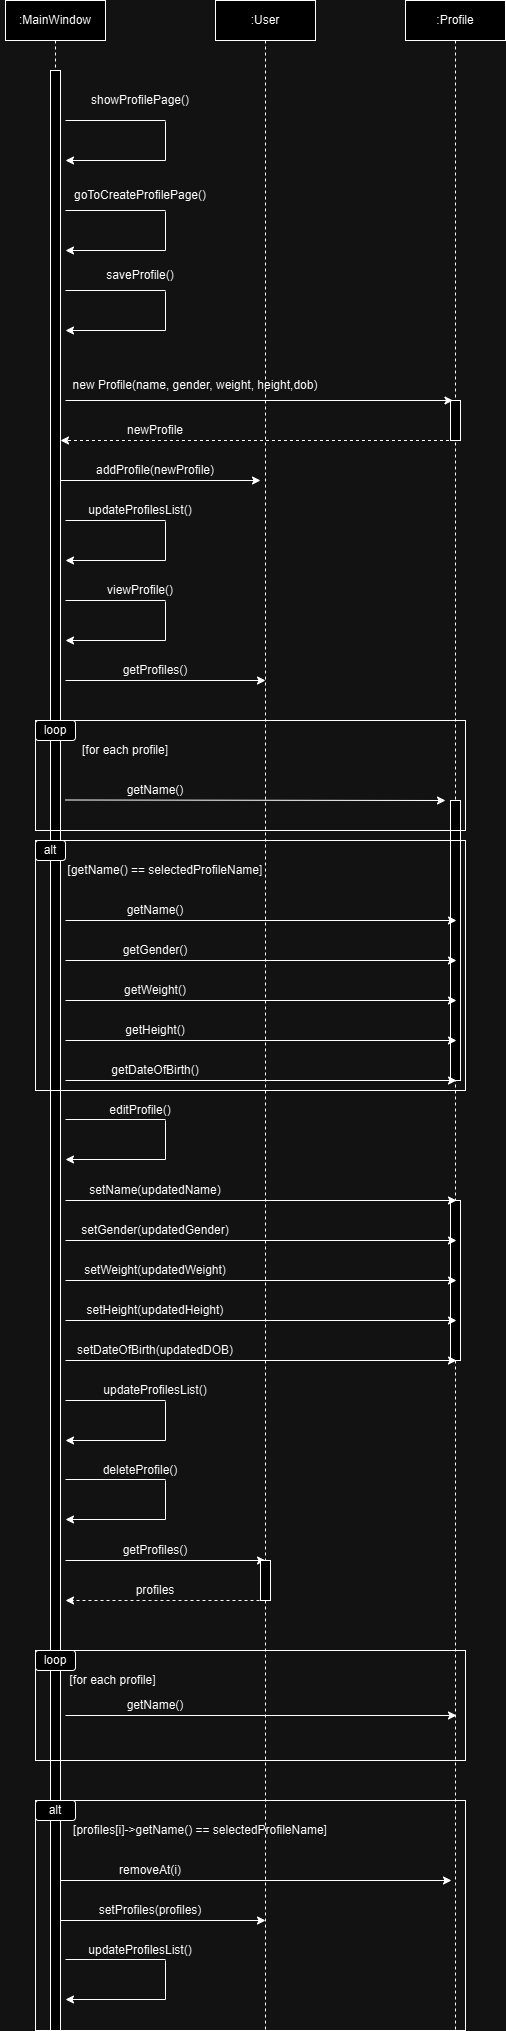 :MainWindow
:User
:Profile
showProfilePage()
goToCreateProfilePage()
saveProfile()
new Profile(name, gender, weight, height,dob)
newProfile
addProfile(newProfile)
updateProfilesList()
viewProfile()
getProfiles()
loop
[for each profile]
getName()
alt
[getName() == selectedProfileName]
getName()
getGender()
getWeight()
getHeight()
getDateOfBirth()
editProfile()
setName(updatedName)
setGender(updatedGender)
setWeight(updatedWeight)
setHeight(updatedHeight)
setDateOfBirth(updatedDOB)
updateProfilesList()
deleteProfile()
getProfiles()
profiles
loop
[for each profile]
getName()
alt
[profiles[i]->getName() == selectedProfileName]
removeAt(i)
setProfiles(profiles)
updateProfilesList()